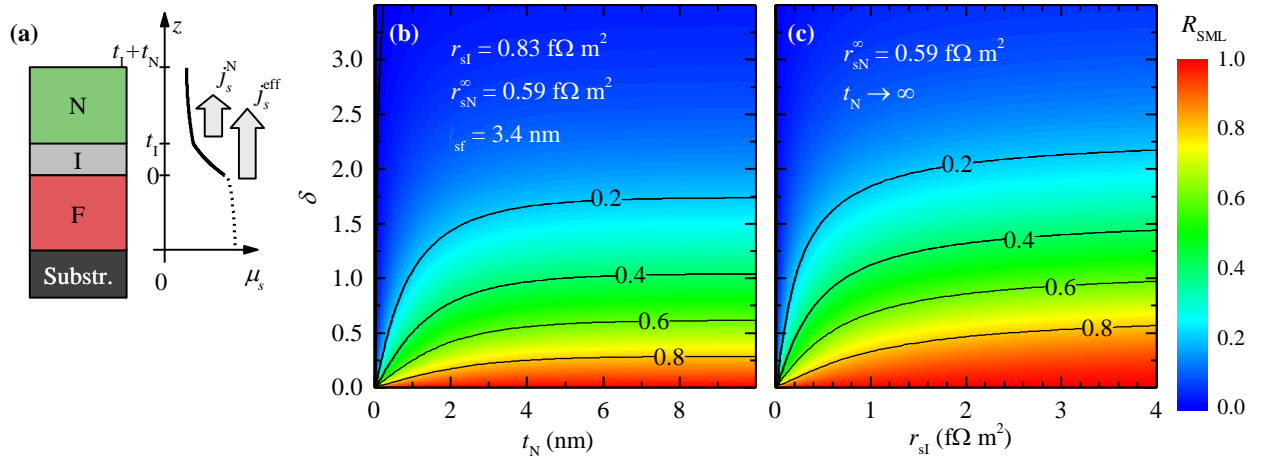 (a)
z
t_I+t_N
j_s^N
j_s^eff
N
t_I
I
0
F
Substr.
0
μ_s
(b)
r_sI = 0.83 fΩ m²
r_sN^∞ = 0.59 fΩ m²
ℓ_sf = 3.4 nm
0.2
0.4
0.6
0.8
δ
3.0
2.5
2.0
1.5
1.0
0.5
0.0
0 2 4 6 8
t_N (nm)
(c)
r_sN^∞ = 0.59 fΩ m²
t_N → ∞
0.2
0.4
0.6
0.8
0 1 2 3 4
r_sI (fΩ m²)
R_SML
1.0
0.8
0.6
0.4
0.2
0.0